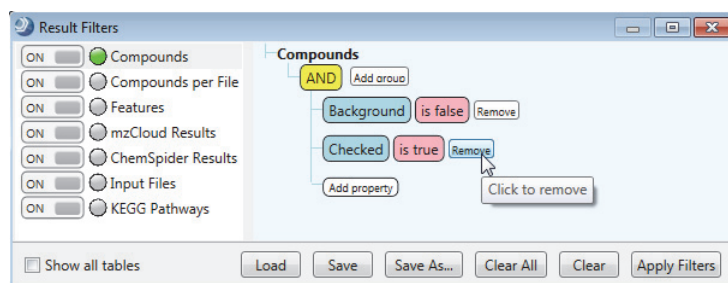 Result Filters
ON Compounds
ON Compounds per File
ON Features
ON mzCloud Results
ON ChemSpider Results
ON Input Files
ON KEGG Pathways
Compounds
AND Add group
Background is false Remove
Checked is true Remove
Add property
Click to remove
Show all tables Load Save Save As... Clear All Clear Apply Filters